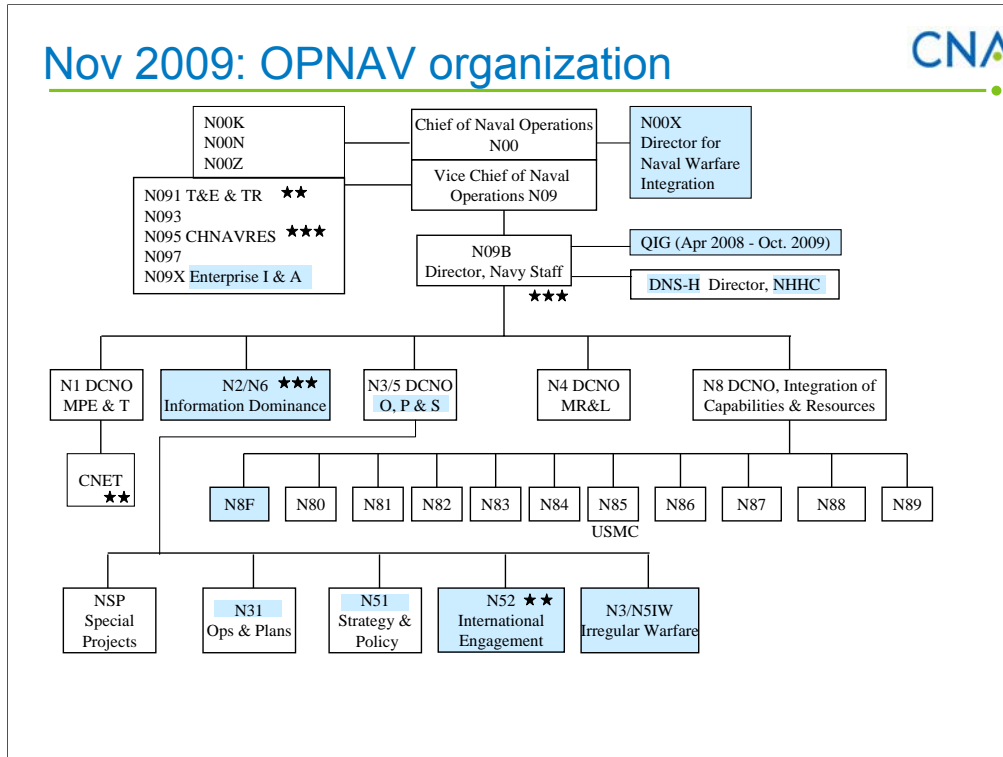 Nov 2009: OPNAV organization
CNA
N00K
N00N
N00Z
Chief of Naval Operations
N00
N00X
Director for
Naval Warfare
Integration
Vice Chief of Naval
Operations N09
N091 T&E & TR ★★
N093
N095 CHNAVRES ★★★
N097
N09X Enterprise I & A
N09B
Director, Navy Staff
★★★
QIG (Apr 2008 - Oct. 2009)
DNS-H Director, NHHC
N1 DCNO
MPE & T
N2/N6 ★★★
Information Dominance
N3/5 DCNO
O, P & S
N4 DCNO
MR&L
N8 DCNO, Integration of
Capabilities & Resources
CNET
★★
N8F
N80
N81
N82
N83
N84
N85
N86
N87
N88
N89
USMC
NSP
Special
Projects
N31
Ops & Plans
N51
Strategy &
Policy
N52 ★★
International
Engagement
N3/N5IW
Irregular Warfare